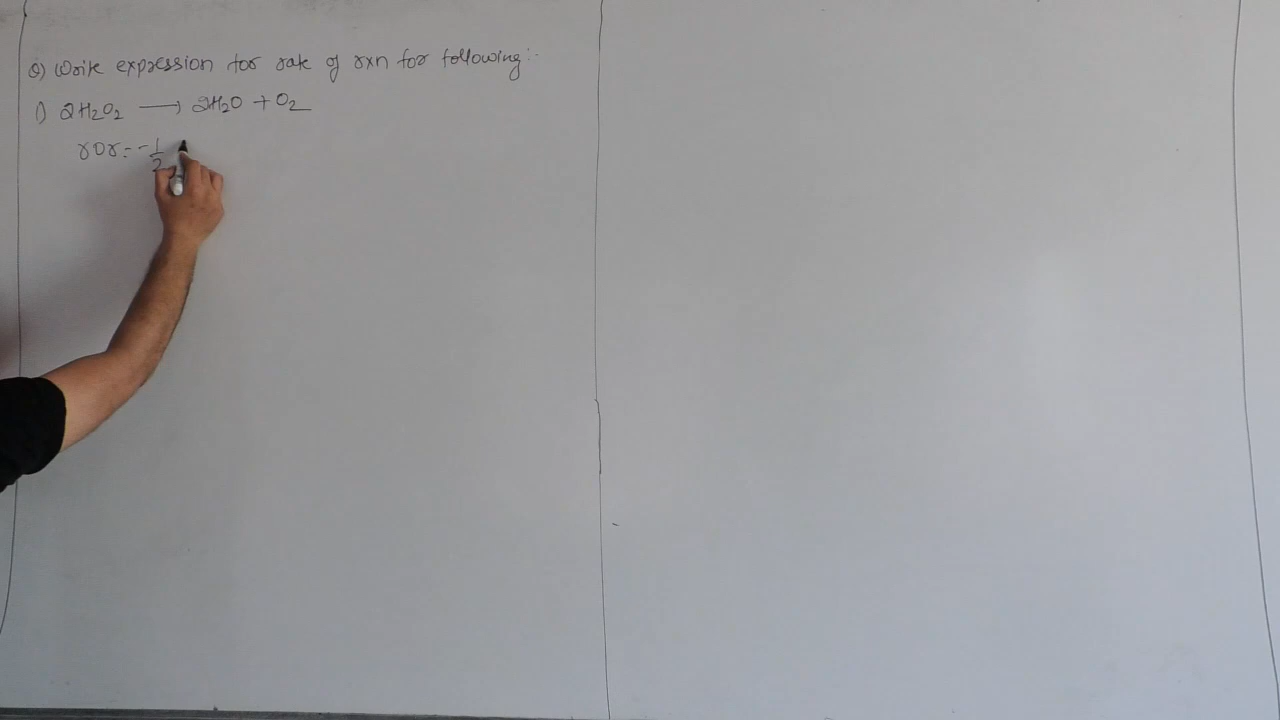 Q) Write expression for rate of rxn for following:-
1) 2H₂O₂ ⟶ 2H₂O + O₂
ror = -1/2